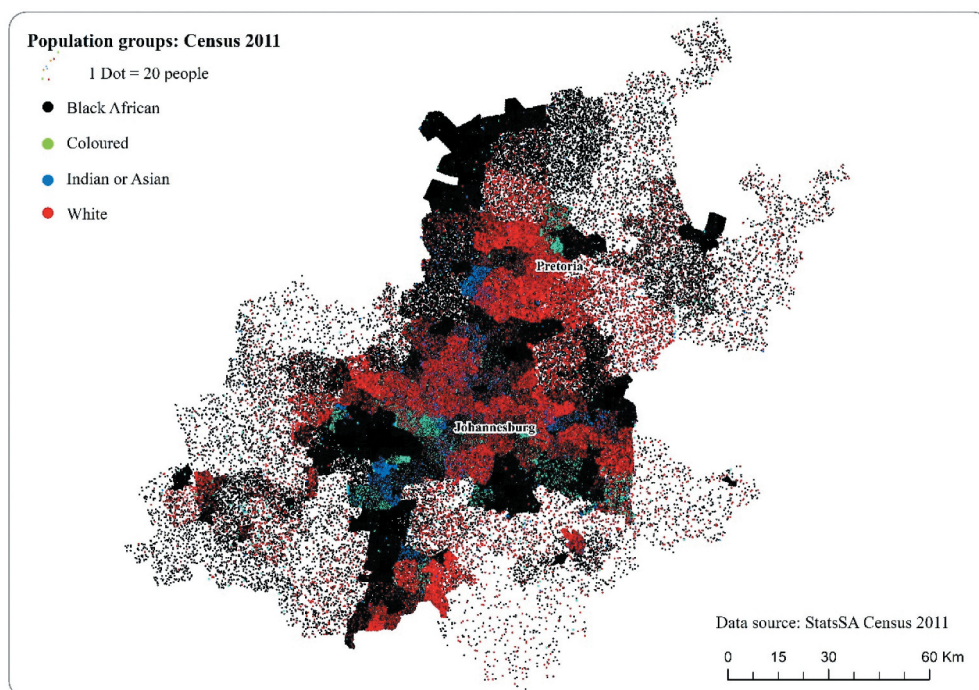 Population groups: Census 2011
1 Dot = 20 people
Black African
Coloured
Indian or Asian
White
Pretoria
Johannesburg
Data source: StatsSA Census 2011
0 15 30 60 Km